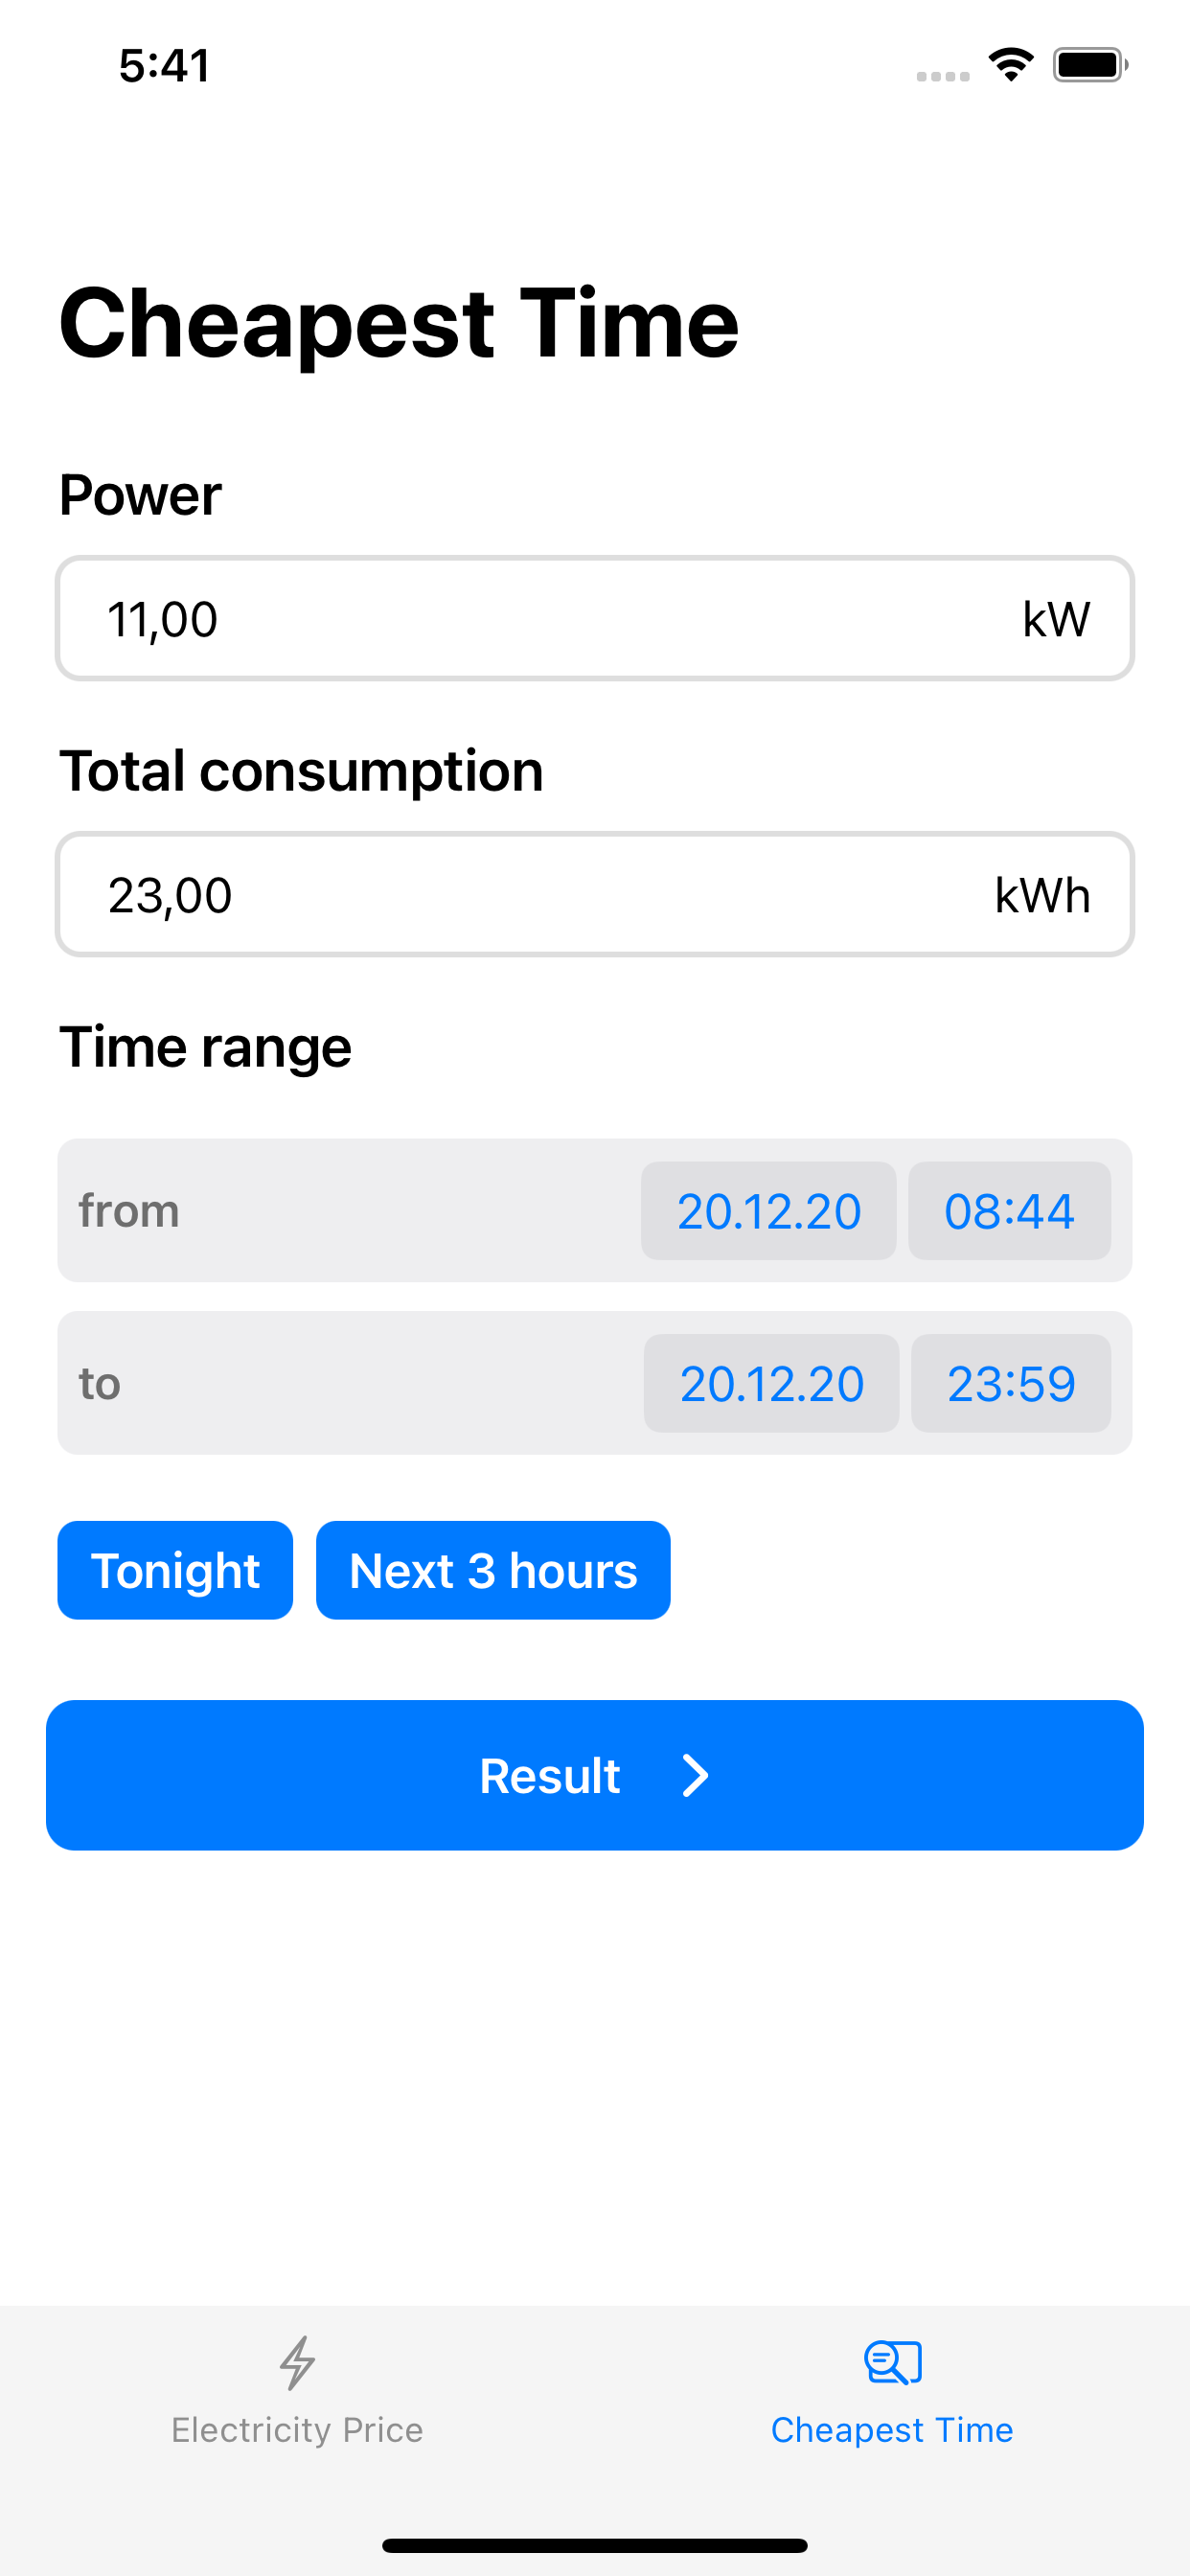 5:41
Cheapest Time
Power
11,00 kW
Total consumption
23,00 kWh
Time range
from 20.12.20 08:44
to 20.12.20 23:59
Tonight Next 3 hours
Result
Electricity Price Cheapest Time